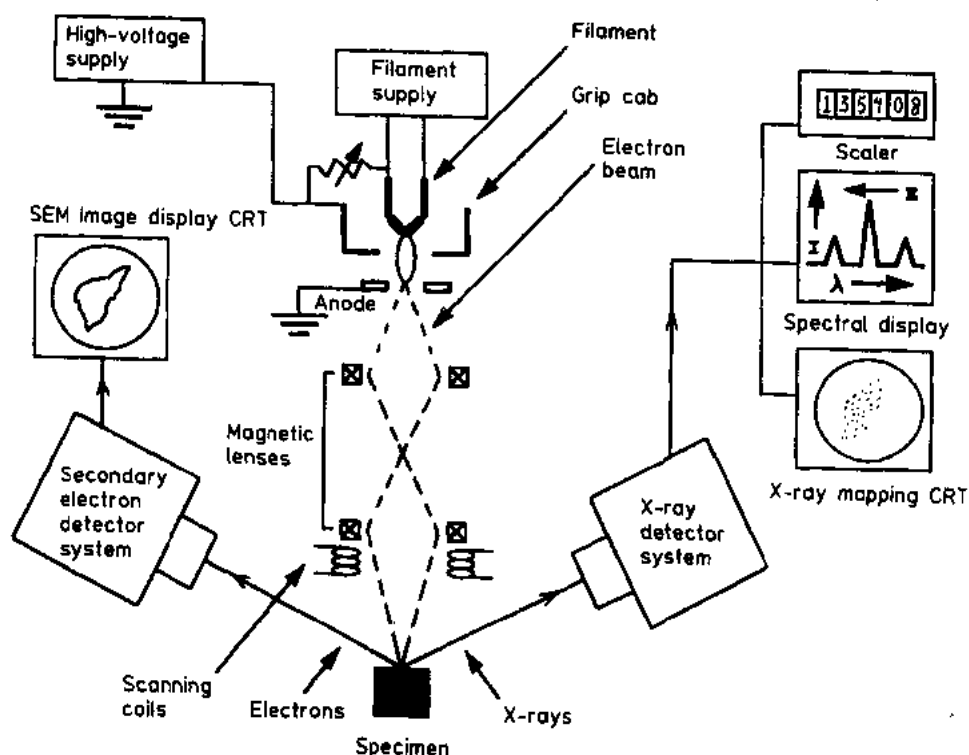 High-voltage
supply
Filament
supply
Filament
Grip cab
Electron
beam
135408
Scaler
SEM image display CRT
Anode
I
Z
λ
Spectral display
Magnetic
lenses
Secondary
electron
detector
system
X-ray
detector
system
X-ray mapping CRT
Scanning
coils
Electrons
X-rays
Specimen